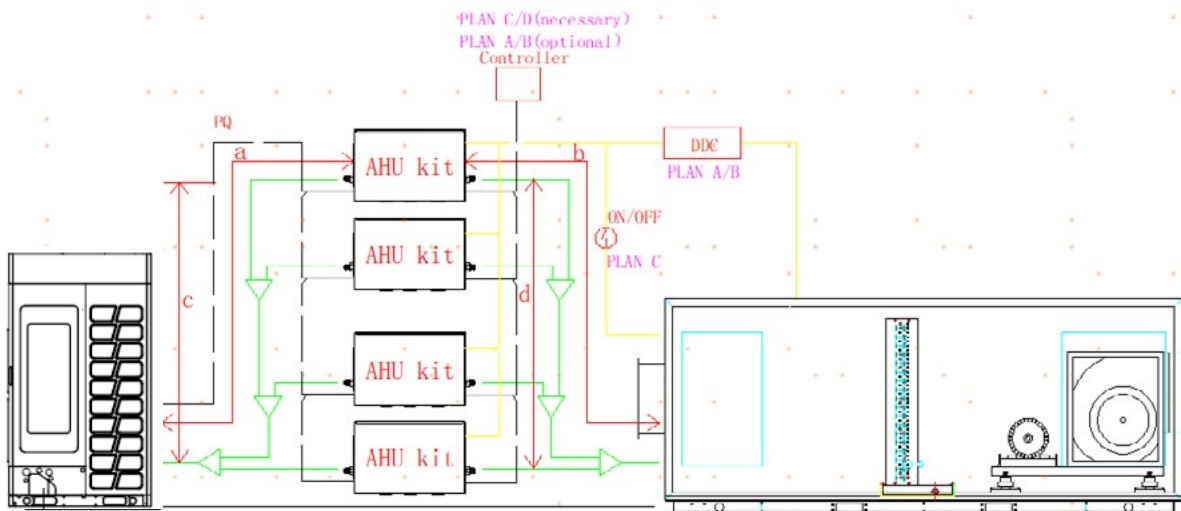 PLAN C/D(necessary)
PLAN A/B(optional)
Controller
PQ
a
AHU kit
b
DDC
PLAN A/B
AHU kit
ON/OFF
PLAN C
c
d
AHU kit
AHU kit